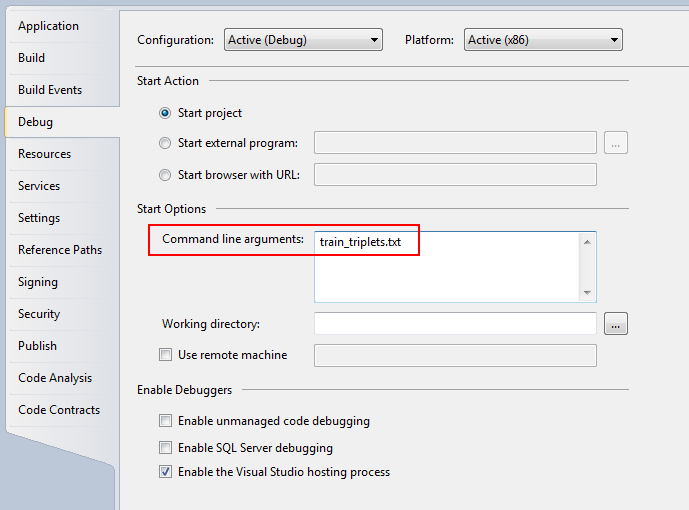 Application
Build
Build Events
Debug
Resources
Services
Settings
Reference Paths
Signing
Security
Publish
Code Analysis
Code Contracts
Configuration: Active (Debug) Platform: Active (x86)
Start Action
Start project
Start external program: ...
Start browser with URL:
Start Options
Command line arguments: train_triplets.txt
Working directory: ...
Use remote machine
Enable Debuggers
Enable unmanaged code debugging
Enable SQL Server debugging
Enable the Visual Studio hosting process